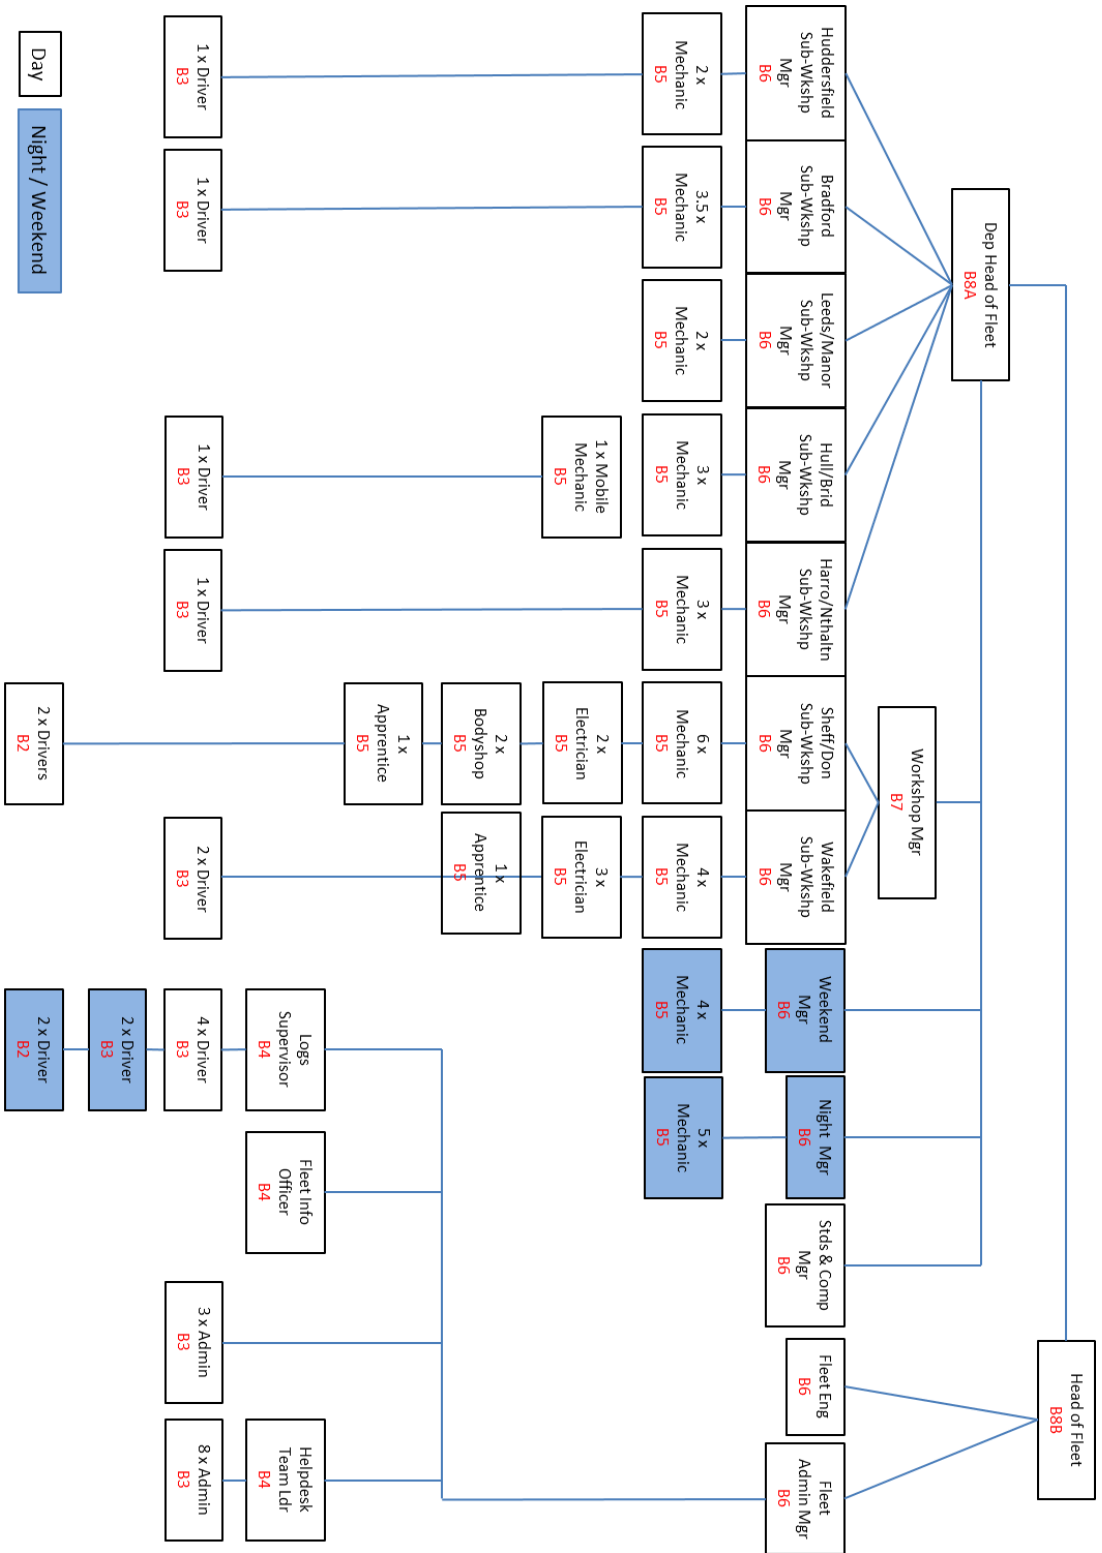 Head of Fleet
B8B
Dep Head of Fleet
B8A
Workshop Mgr
B7
Huddersfield
Sub-Wkshp
Mgr
B6
Bradford
Sub-Wkshp
Mgr
B6
Leeds/Manor
Sub-Wkshp
Mgr
B6
Hull/Brid
Sub-Wkshp
Mgr
B6
Harro/Nthaltn
Sub-Wkshp
Mgr
B6
Sheff/Don
Sub-Wkshp
Mgr
B6
Wakefield
Sub-Wkshp
Mgr
B6
Weekend
Mgr
B6
Night Mgr
B6
Stds & Comp
Mgr
B6
Fleet Eng
B6
Fleet
Admin Mgr
B6
2 x
Mechanic
B5
3.5 x
Mechanic
B5
2 x
Mechanic
B5
3 x
Mechanic
B5
3 x
Mechanic
B5
6 x
Mechanic
B5
4 x
Mechanic
B5
4 x
Mechanic
B5
5 x
Mechanic
B5
1 x Mobile
Mechanic
B5
2 x
Electrician
B5
3 x
Electrician
B5
2 x
Bodyshop
B5
1 x
Apprentice
B5
1 x
Apprentice
B5
Logs
Supervisor
B4
Fleet Info
Officer
B4
Helpdesk
Team Ldr
B4
1 x Driver
B3
1 x Driver
B3
1 x Driver
B3
1 x Driver
B3
2 x Driver
B3
4 x Driver
B3
3 x Admin
B3
8 x Admin
B3
2 x Driver
B3
2 x Drivers
B2
2 x Driver
B2
Day
Night / Weekend